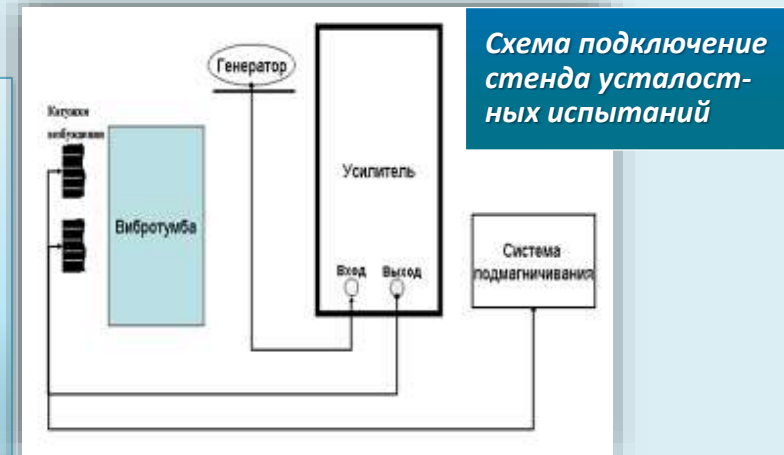 Схема подключение
стенда усталост-
ных испытаний
Генератор
Катушки
возбуждения
Вибротумба
Усилитель
Вход Выход
Система
подмагничивания